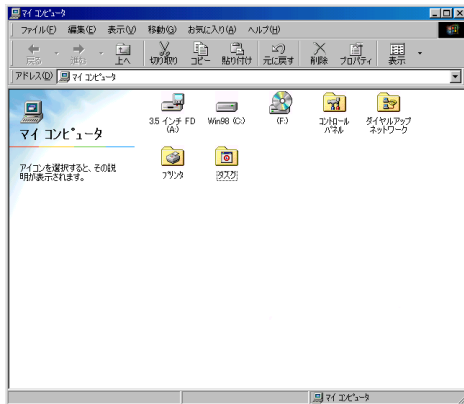 マイ コンピュータ
ファイル(F) 編集(E) 表示(V) 移動(G) お気に入り(A) ヘルプ(H)
戻る 進む 上へ 切り取り コピー 貼り付け 元に戻す 削除 プロパティ 表示
アドレス(D) マイ コンピュータ
マイ コンピュータ
アイコンを選択すると、その説
明が表示されます。
3.5 インチ FD
(A:)
Win98 (C:)
(F:)
コントロール
パネル
ダイヤルアップ
ネットワーク
プリンタ
タスク
マイ コンピュータ